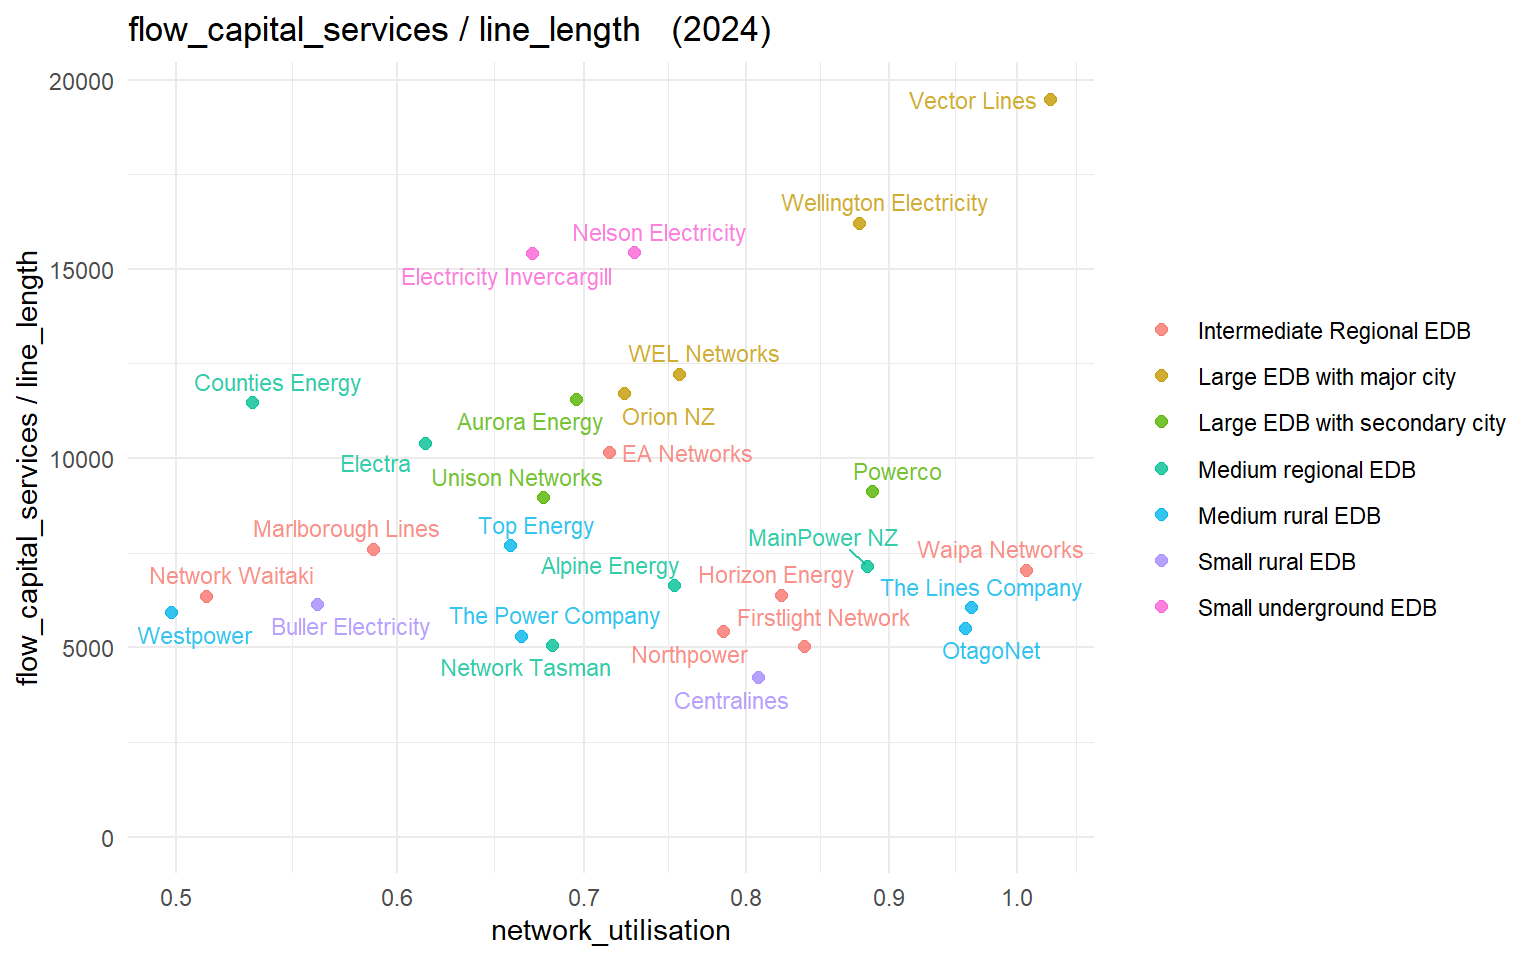 flow_capital_services / line_length (2024)
flow_capital_services / line_length
20000
15000
10000
5000
0
Vector Lines
Wellington Electricity
Nelson Electricity
Electricity Invercargill
WEL Networks
Counties Energy
Orion NZ
Aurora Energy
EA Networks
Electra
Unison Networks
Powerco
Top Energy
Marlborough Lines
MainPower NZ
Waipa Networks
Alpine Energy
Network Waitaki
Horizon Energy
The Lines Company
The Power Company
Firstlight Network
Buller Electricity
Westpower
OtagoNet
Northpower
Network Tasman
Centralines
0.5
0.6
0.7
0.8
0.9
1.0
network_utilisation
Intermediate Regional EDB
Large EDB with major city
Large EDB with secondary city
Medium regional EDB
Medium rural EDB
Small rural EDB
Small underground EDB